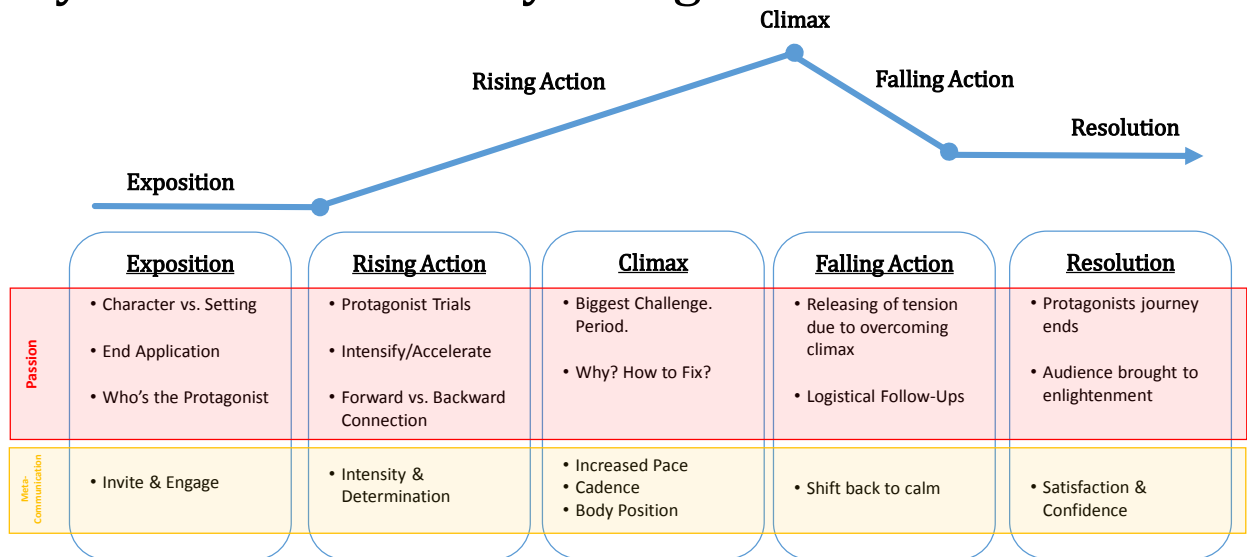 Climax
Rising Action
Falling Action
Resolution
Exposition
Exposition
Rising Action
Climax
Falling Action
Resolution
Passion
• Character vs. Setting
• End Application
• Who's the Protagonist
• Protagonist Trials
• Intensify/Accelerate
• Forward vs. Backward
Connection
• Biggest Challenge.
Period.
• Why? How to Fix?
• Releasing of tension
due to overcoming
climax
• Logistical Follow-Ups
• Protagonists journey
ends
• Audience brought to
enlightenment
Meta-
Communication
• Invite & Engage
• Intensity &
Determination
• Increased Pace
• Cadence
• Body Position
• Shift back to calm
• Satisfaction &
Confidence